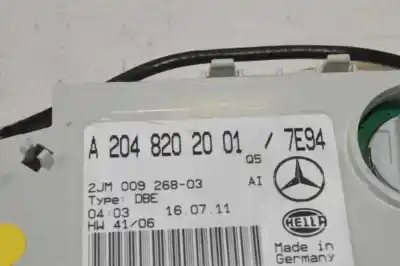 A 204 820 20 01 / 7E94
Q5
2JM 009 268-03 AI
Type: DBE
04:03 16.07.11
HW 41/06
HELLA
Made in
Germany